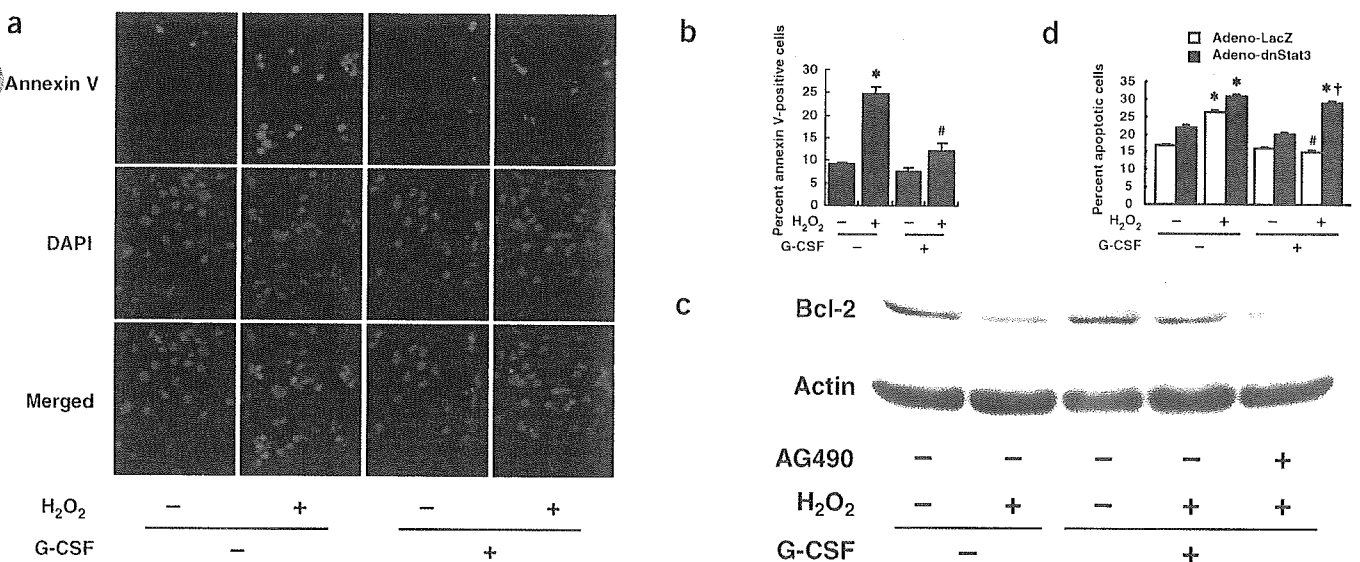 a
Annexin V
DAPI
Merged
H₂O₂ − + − +
G-CSF − +
b
Percent annexin V-positive cells
30
25
20
15
10
5
0
*
#
H₂O₂ − + − +
G-CSF − +
d
Adeno-LacZ
Adeno-dnStat3
Percent apoptotic cells
35
30
25
20
15
10
5
0
* * # *†
H₂O₂ − + − +
G-CSF − +
c
Bcl-2
Actin
AG490 − − − − +
H₂O₂ − + − + +
G-CSF − +